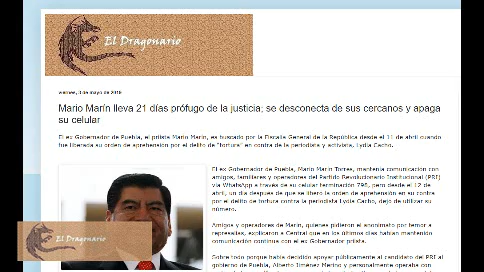 El Dragonario
viernes, 3 de mayo de 2019
Mario Marín lleva 21 días prófugo de la justicia; se desconecta de sus cercanos y apaga
su celular
El ex Gobernador de Puebla, el priista Mario Marín, es buscado por la Fiscalía General de la República desde el 11 de abril cuando
fue liberada su orden de aprehensión por el delito de "tortura" en contra de la periodista y activista, Lydia Cacho.
El ex Gobernador de Puebla, Mario Marín Torres, mantenía comunicación con
amigos, familiares y operadores del Partido Revolucionario Institucional (PRI)
vía WhatsApp a través de su celular terminación 795, pero desde el 12 de
abril, un día después de que se libero la orden de aprehensión en su contra
por el delito de tortura contra la periodista Lydia Cacho, dejo de utilizar su
número.
Amigos y operadores de Marín, quienes pidieron el anonimato por temor a
represalias, explicaron a Central que en los últimos días habían mantenido
comunicación continua con el ex Gobernador priista.
Sobre todo porque había decidido apoyar públicamente al candidato del PRI al
gobierno de Puebla, Alberto Jiménez Merino y personalmente operaba con
El Dragonario